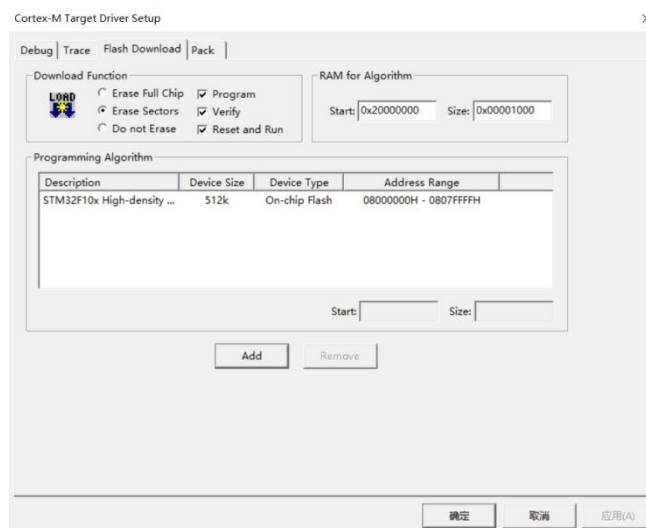 Cortex-M Target Driver Setup
Debug Trace Flash Download Pack
Download Function
LOAD
Erase Full Chip Program
Erase Sectors Verify
Do not Erase Reset and Run
RAM for Algorithm
Start: 0x20000000 Size: 0x00001000
Programming Algorithm
Description Device Size Device Type Address Range
STM32F10x High-density ... 512k On-chip Flash 08000000H - 0807FFFFH
Start: Size:
Add Remove
确定 取消 应用(A)